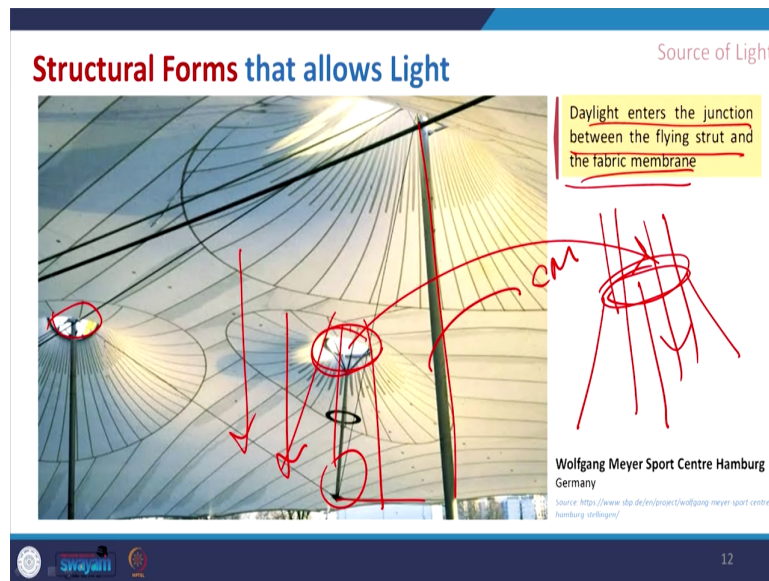 Source of Light
Structural Forms that allows Light
Daylight enters the junction
between the flying strut and
the fabric membrane
CM
Wolfgang Meyer Sport Centre Hamburg
Germany
Source: https://www.sbp.de/en/project/wolfgang-meyer-sport-centre
hamburg-stellingen/
swayam
12